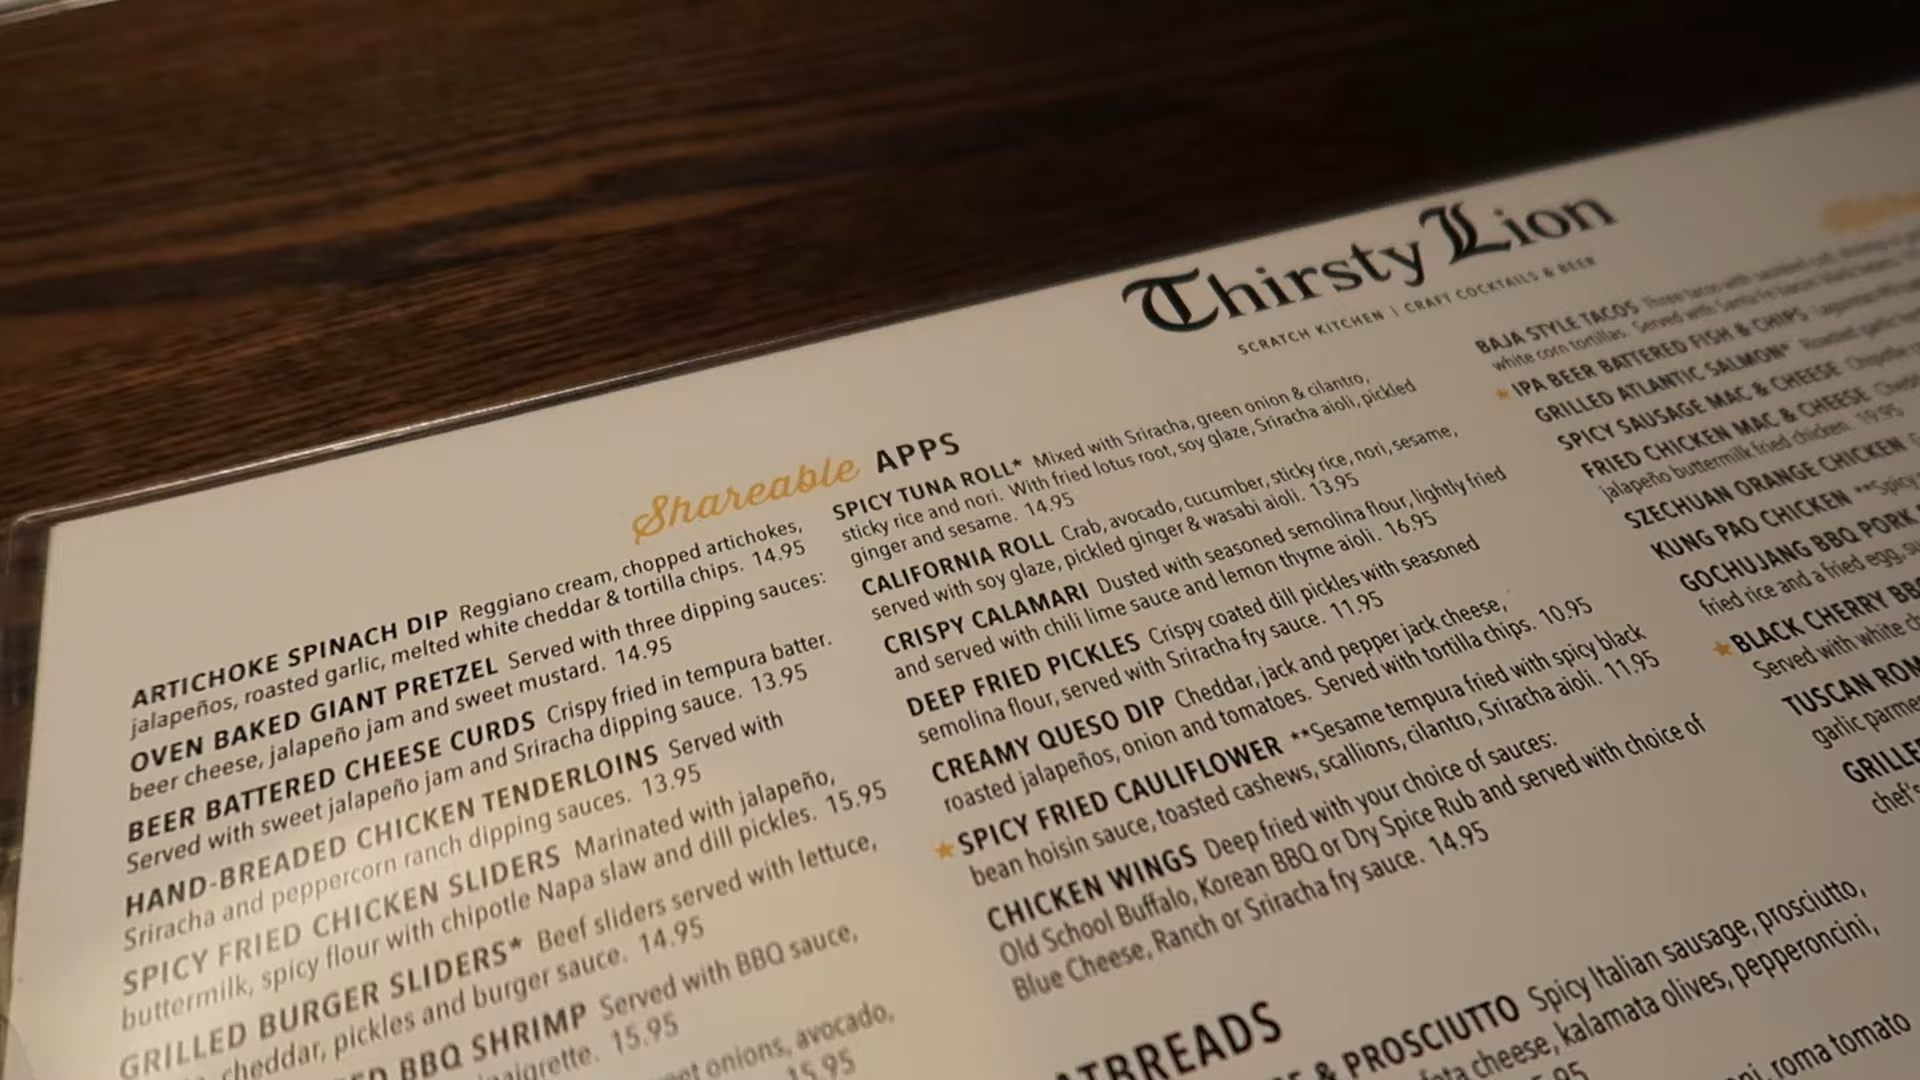 Thirsty Lion
SCRATCH KITCHEN | CRAFT COCKTAILS & BEER
Shareable APPS
ARTICHOKE SPINACH DIP Reggiano cream, chopped artichokes,
jalapeños, roasted garlic, melted white cheddar & tortilla chips. 14.95
OVEN BAKED GIANT PRETZEL Served with three dipping sauces:
beer cheese, jalapeño jam and sweet mustard. 14.95
BEER BATTERED CHEESE CURDS Crispy fried in tempura batter.
Served with sweet jalapeño jam and Sriracha dipping sauce. 13.95
HAND-BREADED CHICKEN TENDERLOINS Served with
Sriracha and peppercorn ranch dipping sauces. 13.95
SPICY FRIED CHICKEN SLIDERS Marinated with jalapeño,
buttermilk, spicy flour with chipotle Napa slaw and dill pickles. 15.95
GRILLED BURGER SLIDERS* Beef sliders served with lettuce,
cheddar, pickles and burger sauce. 14.95
BBQ SHRIMP Served with BBQ sauce,
15.95
onions, avocado,
15.95
SPICY TUNA ROLL* Mixed with Sriracha, green onion & cilantro,
sticky rice and nori. With fried lotus root, soy glaze, Sriracha aioli, pickled
ginger and sesame. 14.95
CALIFORNIA ROLL Crab, avocado, cucumber, sticky rice, nori, sesame,
served with soy glaze, pickled ginger & wasabi aioli. 13.95
CRISPY CALAMARI Dusted with seasoned semolina flour, lightly fried
and served with chili lime sauce and lemon thyme aioli. 16.95
DEEP FRIED PICKLES Crispy coated dill pickles with seasoned
semolina flour, served with Sriracha fry sauce. 11.95
CREAMY QUESO DIP Cheddar, jack and pepper jack cheese,
roasted jalapeños, onion and tomatoes. Served with tortilla chips. 10.95
SPICY FRIED CAULIFLOWER **Sesame tempura fried with spicy black
bean hoisin sauce, toasted cashews, scallions, cilantro, Sriracha aioli. 11.95
CHICKEN WINGS Deep fried with your choice of sauces:
Old School Buffalo, Korean BBQ or Dry Spice Rub and served with choice of
Blue Cheese, Ranch or Sriracha fry sauce. 14.95
& PROSCIUTTO Spicy Italian sausage, prosciutto,
cheese, kalamata olives, pepperoncini,
roma tomato
BAJA STYLE TACOS Three tacos with
white corn tortillas. Served with Santa Fe
IPA BEER BATTERED FISH & CHIPS
GRILLED ATLANTIC SALMON* Roasted garlic
SPICY SAUSAGE MAC & CHEESE Chipotle
FRIED CHICKEN MAC & CHEESE
jalapeño buttermilk fried chicken. 19.95
SZECHUAN ORANGE CHICKEN
KUNG PAO CHICKEN **Spicy
GOCHUJANG BBQ PORK
fried rice and a fried egg,
BLACK CHERRY BBQ
Served with white
TUSCAN
garlic